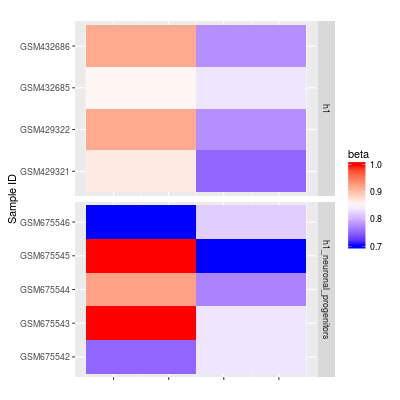 Sample ID
GSM432686
GSM432685
GSM429322
GSM429321
h1
GSM675546
GSM675545
GSM675544
GSM675543
GSM675542
h1_neuronal_progenitors
beta
1.0
0.9
0.8
0.7